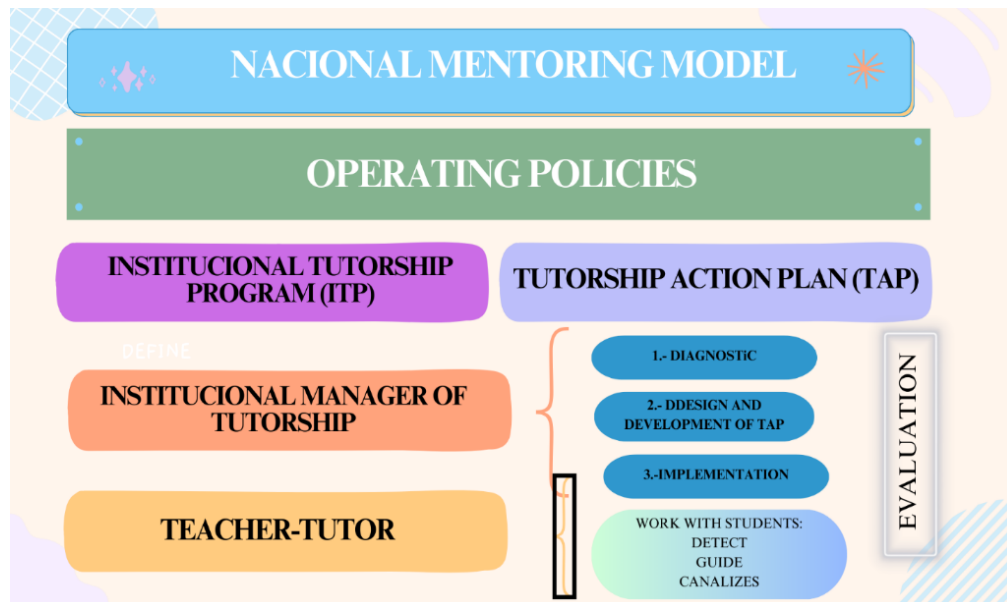 NACIONAL MENTORING MODEL
OPERATING POLICIES
INSTITUCIONAL TUTORSHIP
PROGRAM (ITP)
TUTORSHIP ACTION PLAN (TAP)
DEFINE
INSTITUCIONAL MANAGER OF
TUTORSHIP
1.- DIAGNOSTiC
2.- DDESIGN AND
DEVELOPMENT OF TAP
3.-IMPLEMENTATION
TEACHER-TUTOR
WORK WITH STUDENTS:
DETECT
GUIDE
CANALIZES
EVALUATION